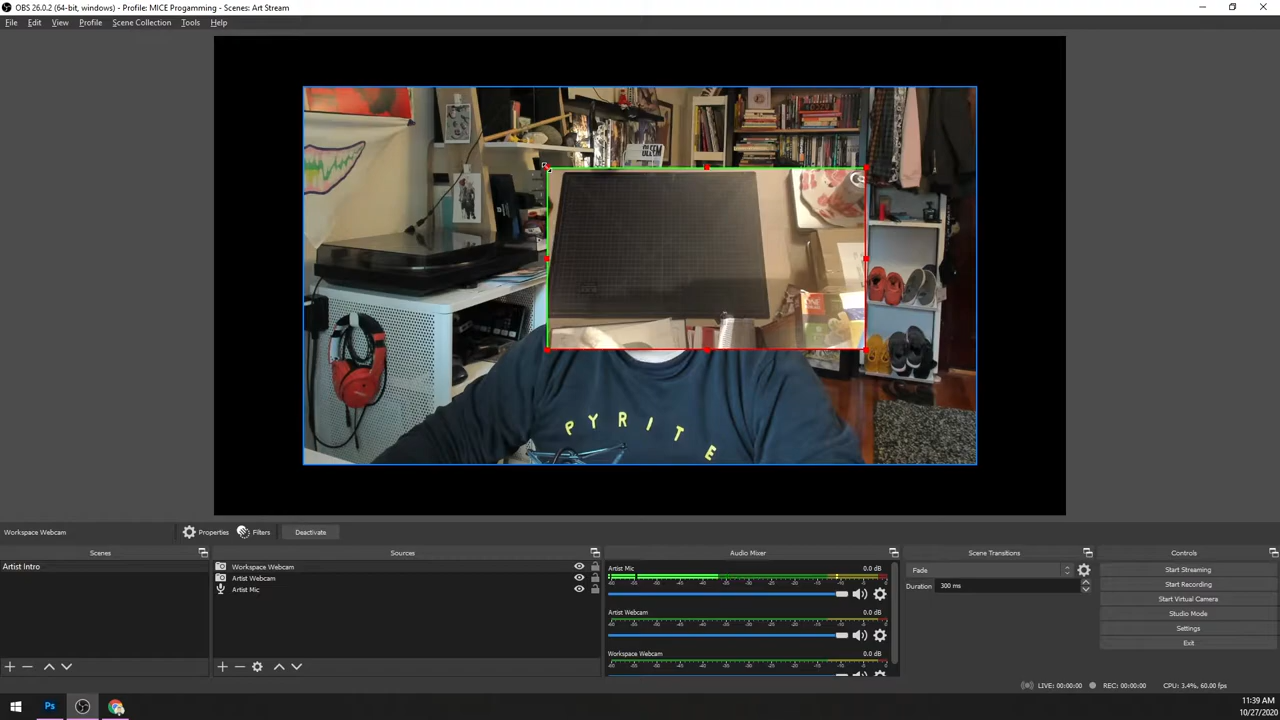 OBS 26.0.2 (64-bit, windows) - Profile: MICE Progamming - Scenes: Art Stream
File Edit View Profile Scene Collection Tools Help
PYRITE
Workspace Webcam Properties Filters Deactivate
Scenes Sources Audio Mixer Scene Transitions Controls
Artist Intro
Workspace Webcam
Artist Webcam
Artist Mic
Artist Mic 0.0 dB
Artist Webcam 0.0 dB
Workspace Webcam 0.0 dB
Fade
Duration 300 ms
Start Streaming
Start Recording
Start Virtual Camera
Studio Mode
Settings
Exit
LIVE: 00:00:00 REC: 00:00:00 CPU: 3.4%, 60.00 fps
Ps
11:39 AM
10/27/2020